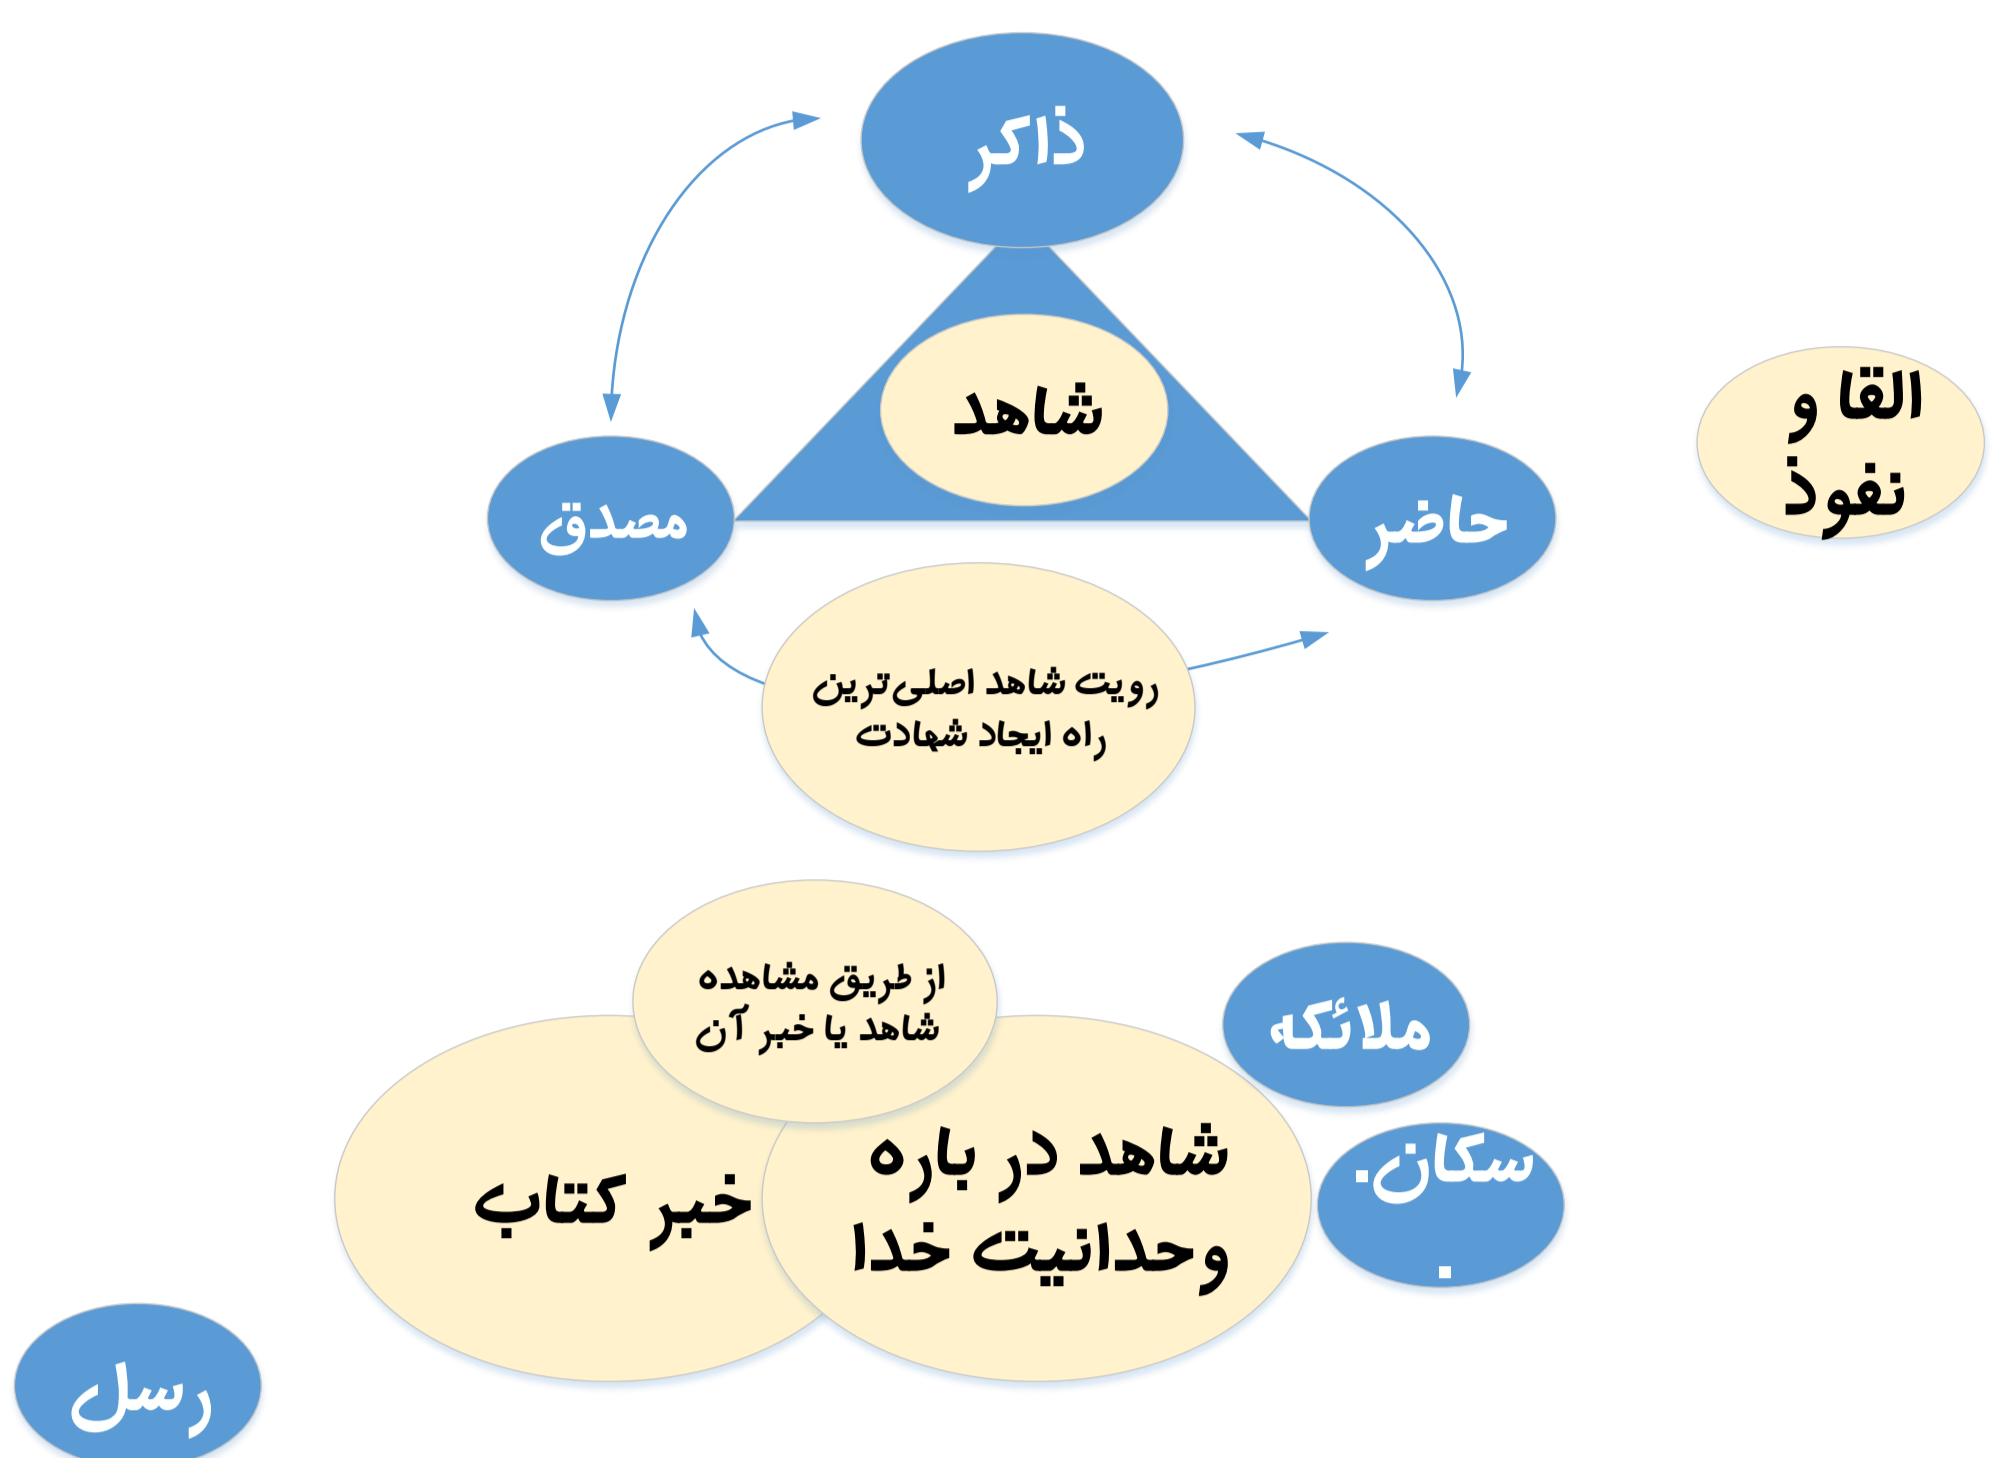 ذاکر
شاهد
القا و
نفوذ
حاضر
مصدق
رویت شاهد اصلی‌ترین
راه ایجاد شهادت
از طریق مشاهده
شاهد یا خبر آن
ملائکه
شاهد در باره
وحدانیت خدا
سکان.
.
خبر کتاب
رسل